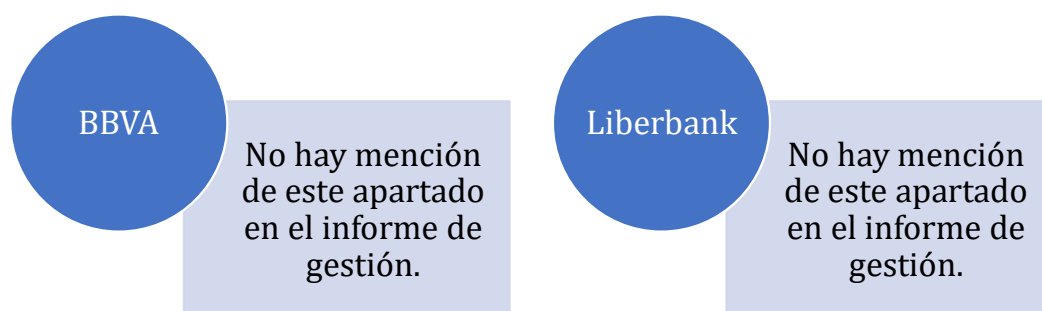 BBVA
No hay mención
de este apartado
en el informe de
gestión.
Liberbank
No hay mención
de este apartado
en el informe de
gestión.